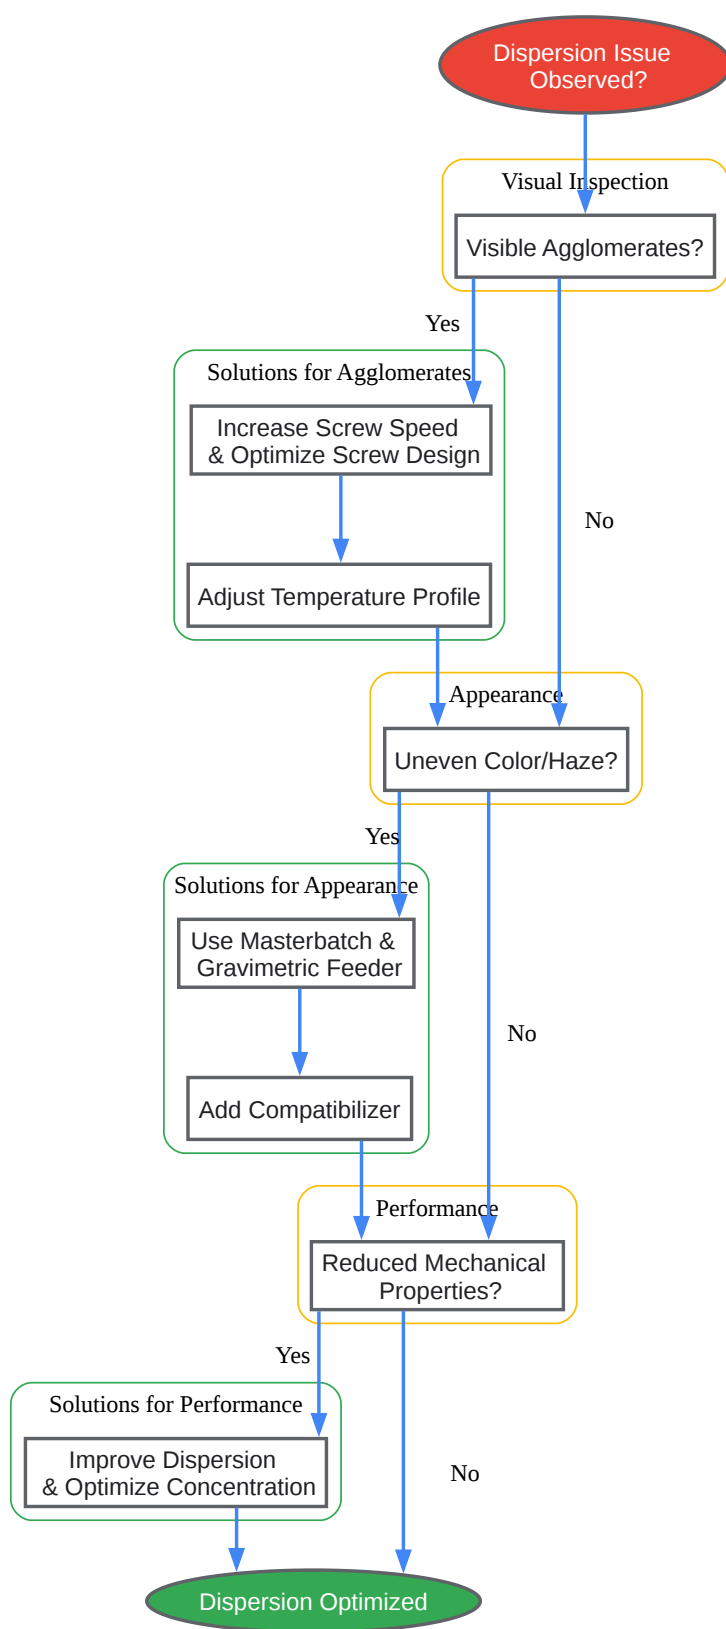 Dispersion Issue
Observed?
Visual Inspection
Visible Agglomerates?
Yes
Solutions for Agglomerates
Increase Screw Speed
& Optimize Screw Design
No
Adjust Temperature Profile
Appearance
Uneven Color/Haze?
Yes
Solutions for Appearance
Use Masterbatch &
Gravimetric Feeder
No
Add Compatibilizer
Performance
Reduced Mechanical
Properties?
Yes
Solutions for Performance
Improve Dispersion
& Optimize Concentration
No
Dispersion Optimized